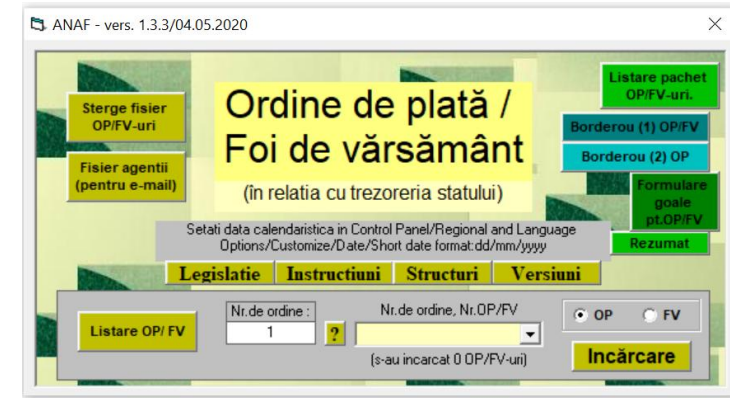 ANAF - vers. 1.3.3/04.05.2020
Sterge fisier
OP/FV-uri
Fisier agentii
(pentru e-mail)
Ordine de plată /
Foi de vărsământ
(în relatia cu trezoreria statului)
Listare pachet
OP/FV-uri.
Borderou (1) OP/FV
Borderou (2) OP
Formulare
goale
pt.OP/FV
Rezumat
Setati data calendaristica in Control Panel/Regional and Language
Options/Customize/Date/Short date format:dd/mm/yyyy
Legislatie Instructiuni Structuri Versiuni
Listare OP/ FV
Nr.de ordine :
1
?
Nr.de ordine, Nr.OP/FV
(s-au incarcat 0 OP/FV-uri)
OP FV
Incărcare